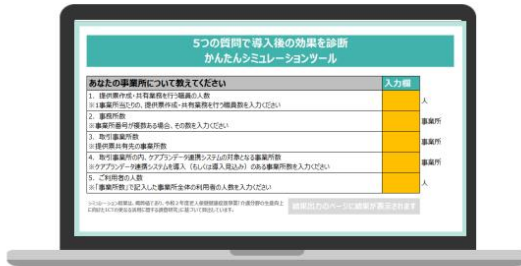 5つの質問で導入後の効果を診断
かんたんシミュレーションツール
あなたの事業所について教えてください 入力欄
1. 提供票作成・共有業務を行う職員の人数
※1事業所当たりの、提供票作成・共有業務を行う職員数を入力ください 人
2. 事業所数
※事業所番号が複数ある場合、その数を入力ください 事業所
3. 取引事業所数
※提供票共有先の事業所数 事業所
4. 取引事業所の内、ケアプランデータ連携システムの対象となる事業所数
※ケアプランデータ連携システムを導入(もしくは導入見込み)のある事業所数を入力ください 事業所
5. ご利用者の人数
※「事業所数」で記入した事業所全体の利用者の人数を入力ください 人
結果出力のページに結果が表示されます